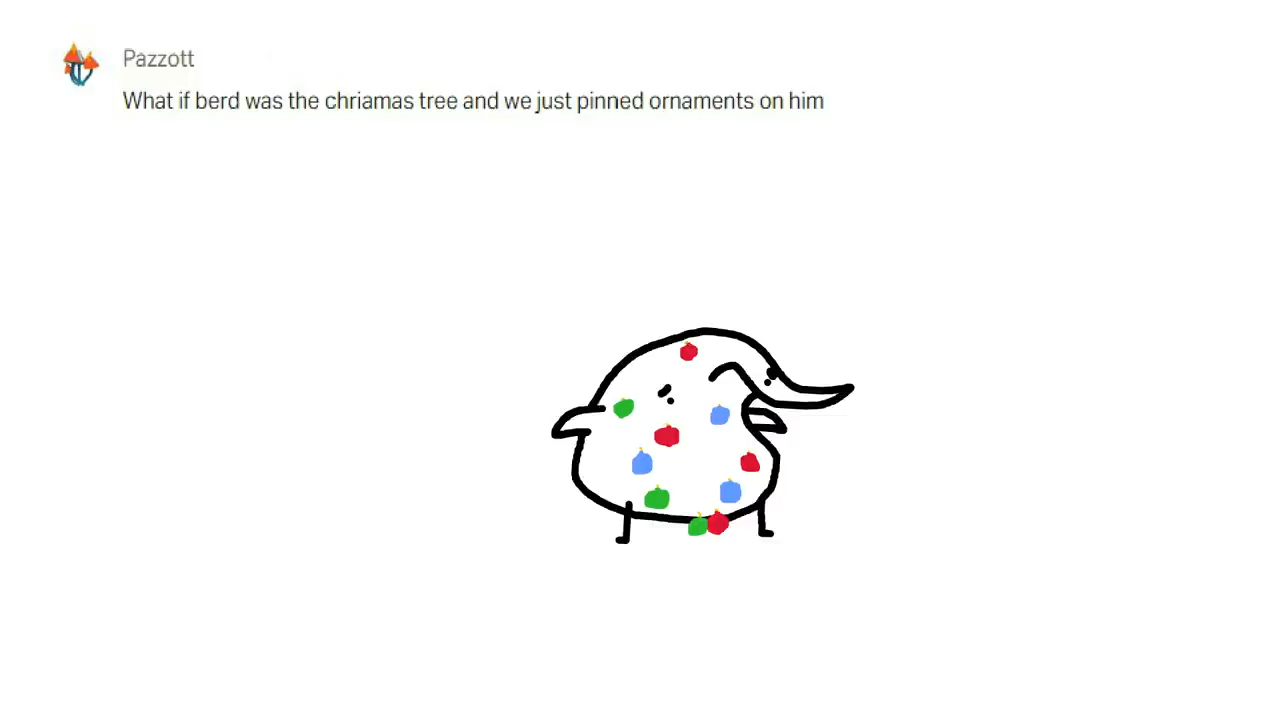 Pazzott
What if berd was the chriamas tree and we just pinned ornaments on him